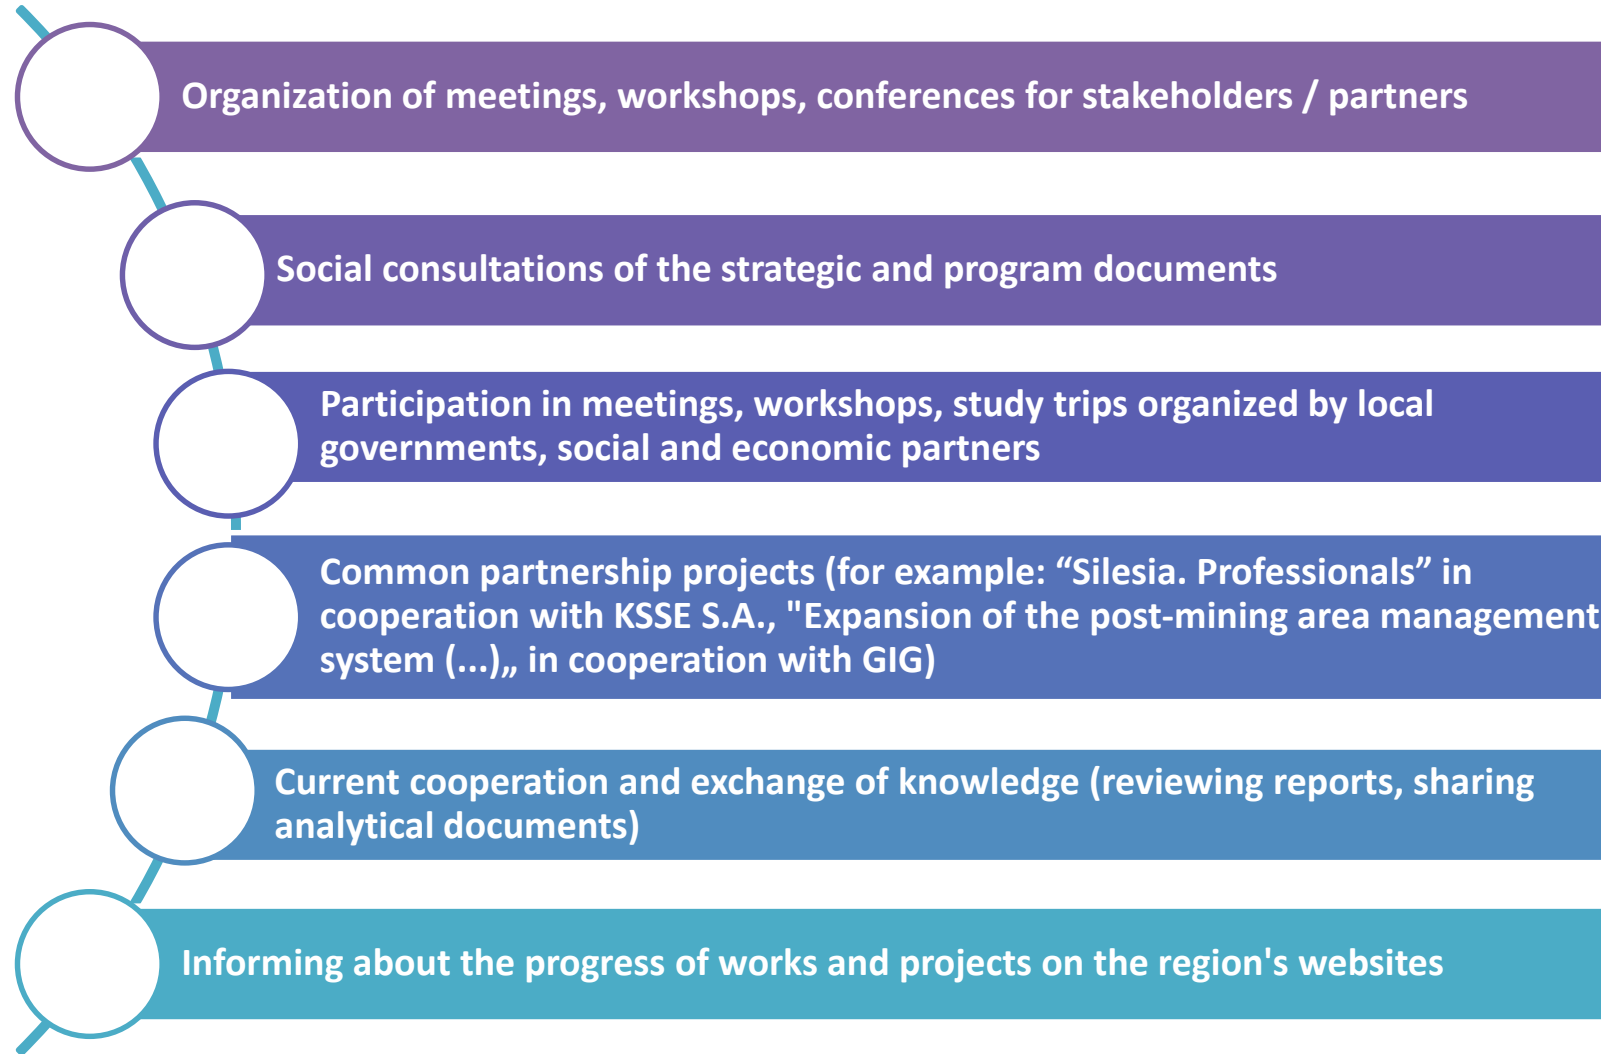 Organization of meetings, workshops, conferences for stakeholders / partners
Social consultations of the strategic and program documents
Participation in meetings, workshops, study trips organized by local
governments, social and economic partners
Common partnership projects (for example: “Silesia. Professionals” in
cooperation with KSSE S.A., "Expansion of the post-mining area management
system (...)„ in cooperation with GIG)
Current cooperation and exchange of knowledge (reviewing reports, sharing
analytical documents)
Informing about the progress of works and projects on the region's websites